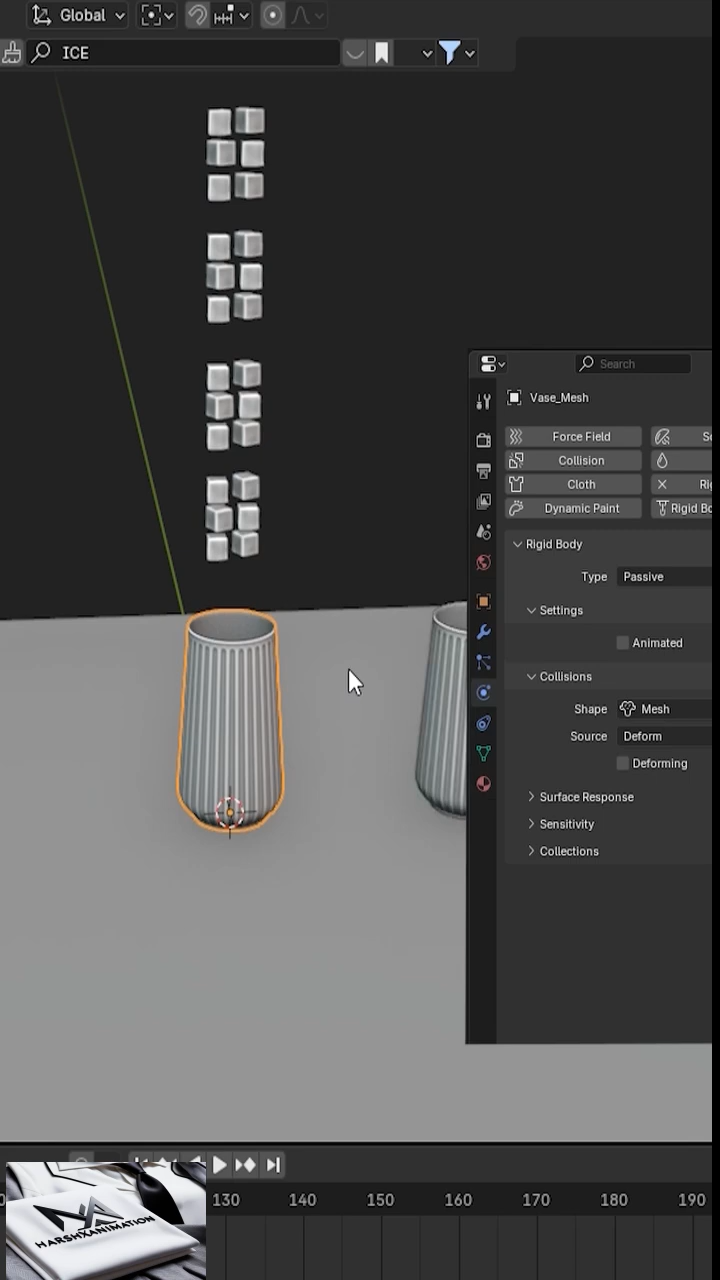 Global
ICE
Search
Vase_Mesh
Force Field
Collision
Cloth
Dynamic Paint
Rigid Body
Type Passive
Settings
Animated
Collisions
Shape Mesh
Source Deform
Deforming
Surface Response
Sensitivity
Collections
130 140 150 160 170 180 190
HARSHXANIMATION